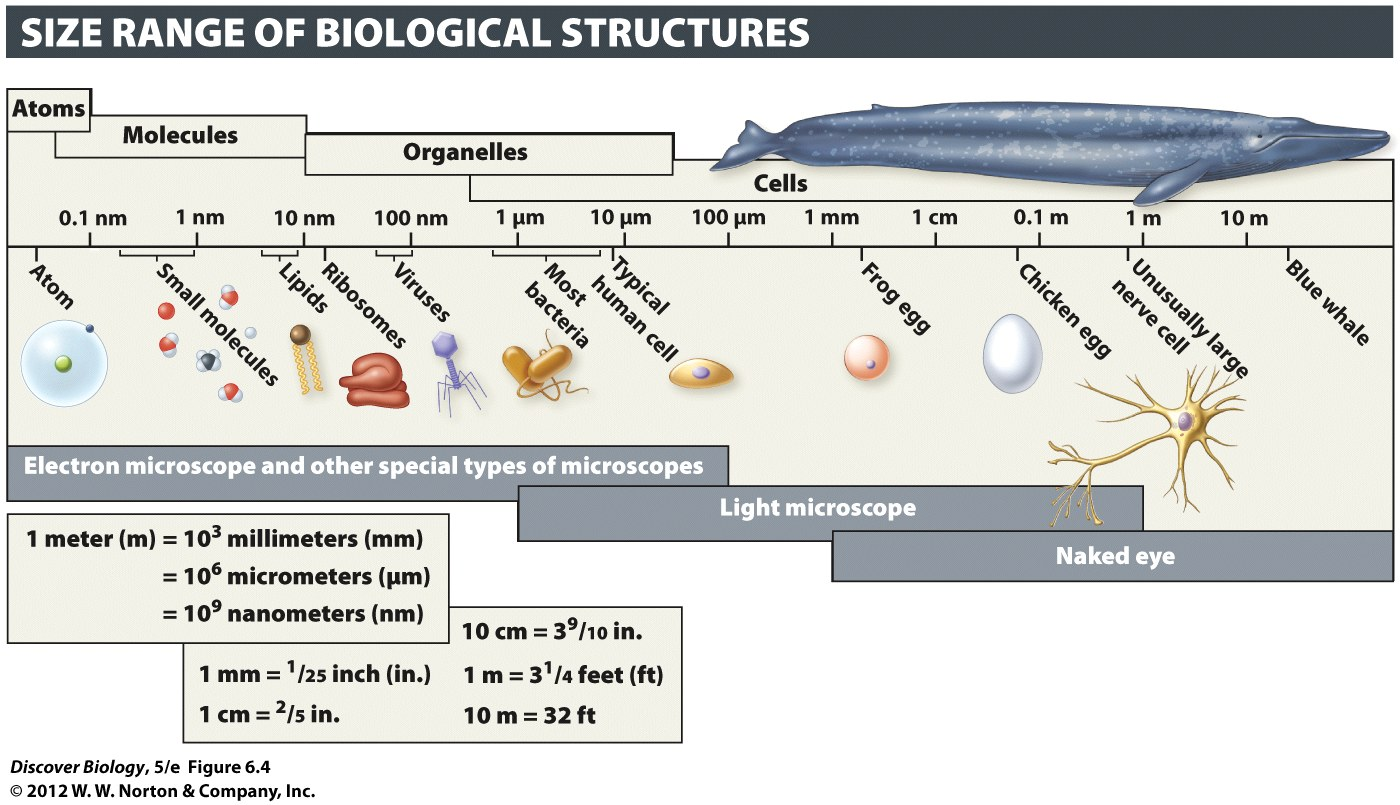 SIZE RANGE OF BIOLOGICAL STRUCTURES
Atoms
Molecules
Organelles
Cells
0.1 nm 1 nm 10 nm 100 nm 1 µm 10 µm 100 µm 1 mm 1 cm 0.1 m 1 m 10 m
Atom
Small molecules
Lipids
Ribosomes
Viruses
Most
bacteria
Typical
human cell
Frog egg
Chicken egg
Unusually large
nerve cell
Blue whale
Electron microscope and other special types of microscopes
Light microscope
Naked eye
1 meter (m) = 10³ millimeters (mm)
= 10⁶ micrometers (µm)
= 10⁹ nanometers (nm)
10 cm = 3⁹/10 in.
1 mm = ¹/25 inch (in.) 1 m = 3¹/4 feet (ft)
1 cm = ²/5 in. 10 m = 32 ft
Discover Biology, 5/e Figure 6.4
© 2012 W. W. Norton & Company, Inc.